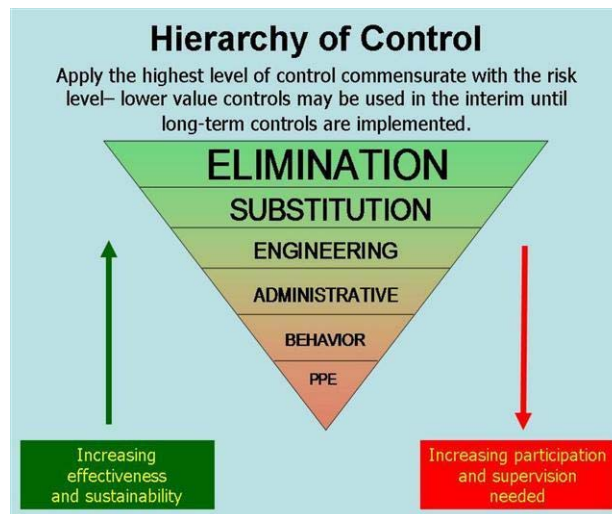 Hierarchy of Control
Apply the highest level of control commensurate with the risk
level– lower value controls may be used in the interim until
long-term controls are implemented.
ELIMINATION
SUBSTITUTION
ENGINEERING
ADMINISTRATIVE
BEHAVIOR
PPE
Increasing
effectiveness
and sustainability
Increasing participation
and supervision
needed